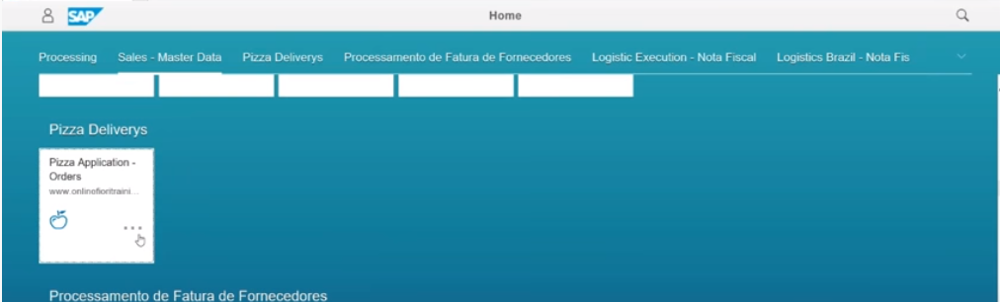 SAP
Home
Processing Sales - Master Data Pizza Deliverys Processamento de Fatura de Fornecedores Logistic Execution - Nota Fiscal Logistics Brazil - Nota Fis
Pizza Deliverys
Pizza Application -
Orders
www.onlinefioritraini...
Processamento de Fatura de Fornecedores